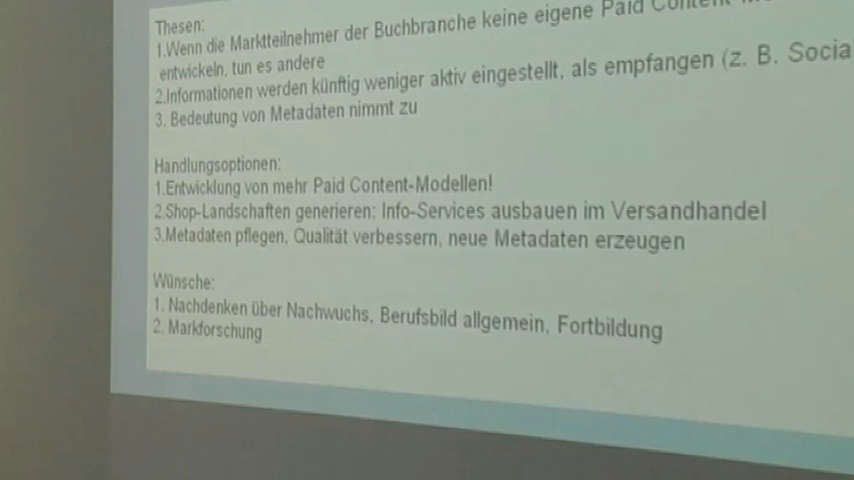 Thesen:
1.Wenn die Marktteilnehmer der Buchbranche keine eigene Paid Content
entwickeln, tun es andere
2.Informationen werden künftig weniger aktiv eingestellt, als empfangen (z. B. Socia
3. Bedeutung von Metadaten nimmt zu
Handlungsoptionen:
1.Entwicklung von mehr Paid Content-Modellen!
2.Shop-Landschaften generieren: Info-Services ausbauen im Versandhandel
3.Metadaten pflegen, Qualität verbessern, neue Metadaten erzeugen
Wünsche:
1. Nachdenken über Nachwuchs, Berufsbild allgemein, Fortbildung
2. Markforschung